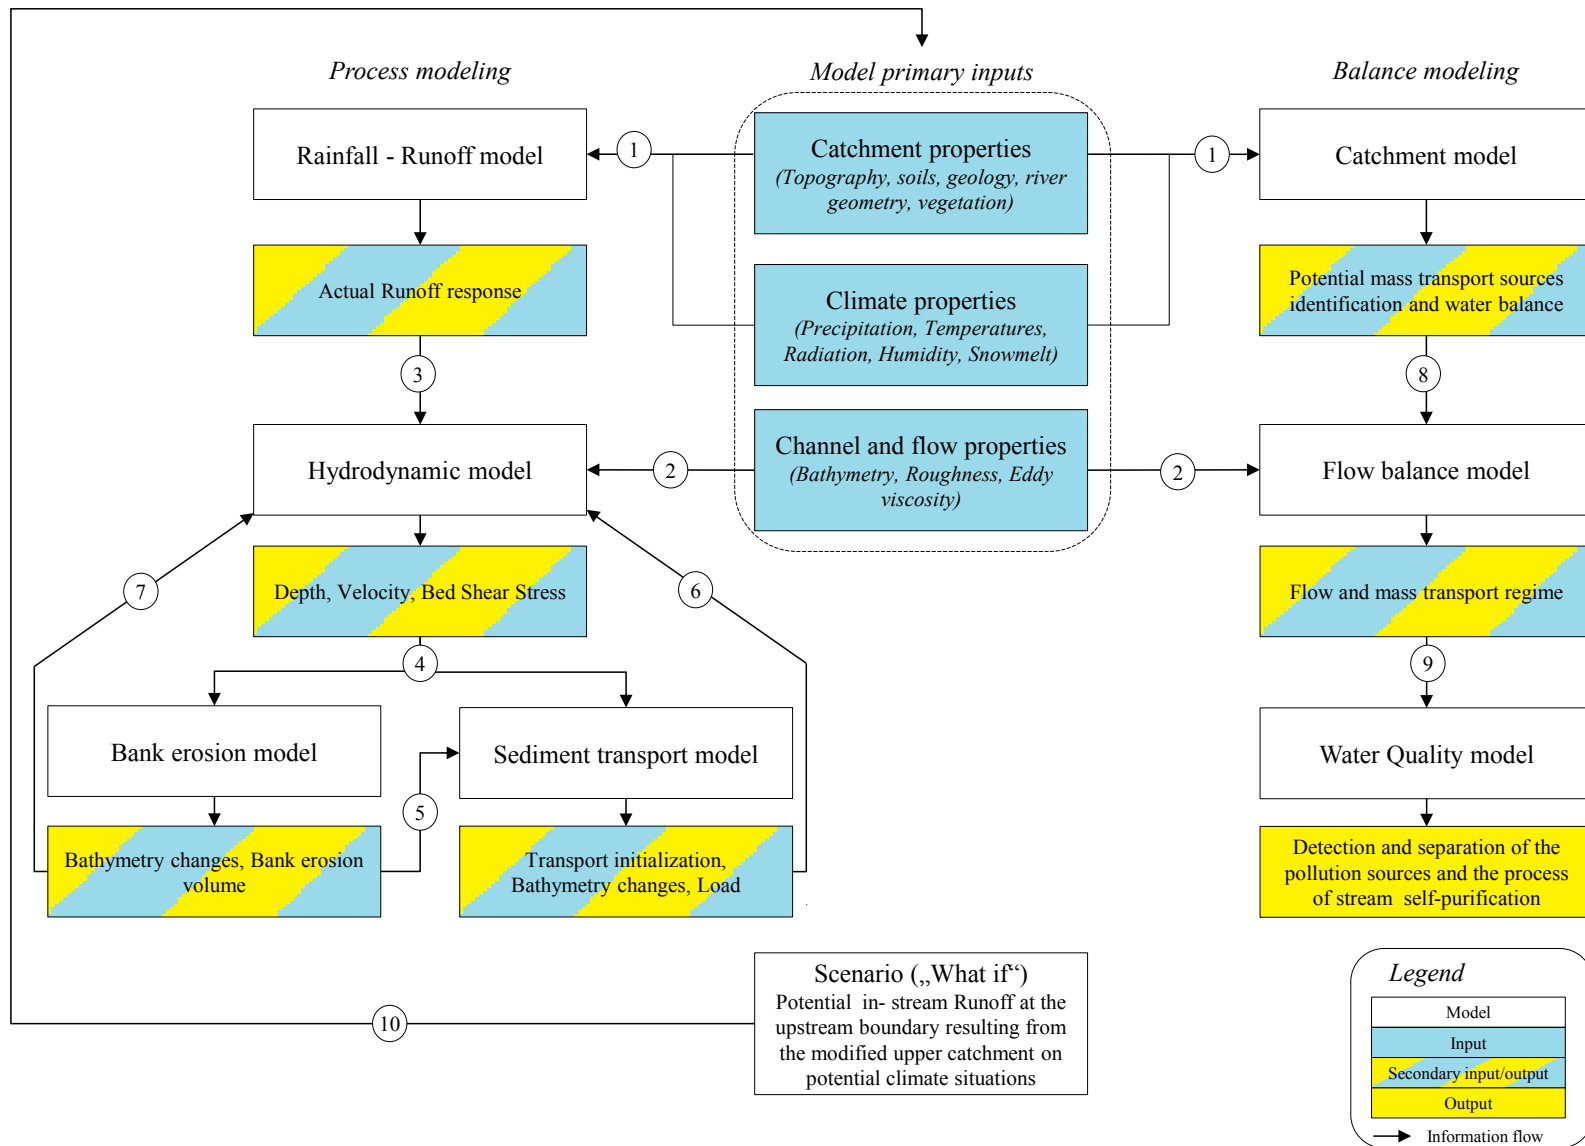 Process modeling
Model primary inputs
Balance modeling
Rainfall - Runoff model
1
Catchment properties
(Topography, soils, geology, river
geometry, vegetation)
1
Catchment model
Actual Runoff response
Climate properties
(Precipitation, Temperatures,
Radiation, Humidity, Snowmelt)
Potential mass transport sources
identification and water balance
3
8
Hydrodynamic model
2
Channel and flow properties
(Bathymetry, Roughness, Eddy
viscosity)
2
Flow balance model
7
Depth, Velocity, Bed Shear Stress
6
Flow and mass transport regime
4
9
Bank erosion model
Sediment transport model
Water Quality model
5
Bathymetry changes, Bank erosion
volume
Transport initialization,
Bathymetry changes, Load
Detection and separation of the
pollution sources and the process
of stream self-purification
10
Scenario („What if“)
Potential in- stream Runoff at the
upstream boundary resulting from
the modified upper catchment on
potential climate situations
Legend
Model
Input
Secondary input/output
Output
Information flow